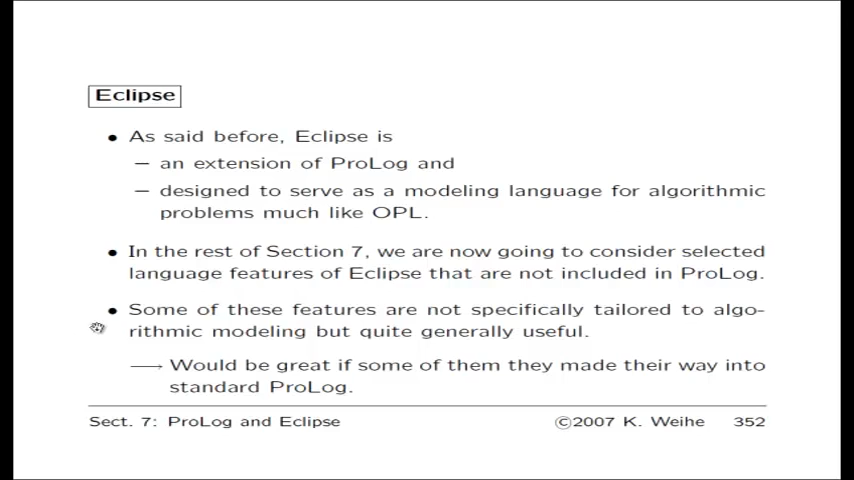 Eclipse
• As said before, Eclipse is
– an extension of ProLog and
– designed to serve as a modeling language for algorithmic
problems much like OPL.
• In the rest of Section 7, we are now going to consider selected
language features of Eclipse that are not included in ProLog.
• Some of these features are not specifically tailored to algo-
rithmic modeling but quite generally useful.
⟶ Would be great if some of them they made their way into
standard ProLog.
Sect. 7: ProLog and Eclipse ©2007 K. Weihe 352